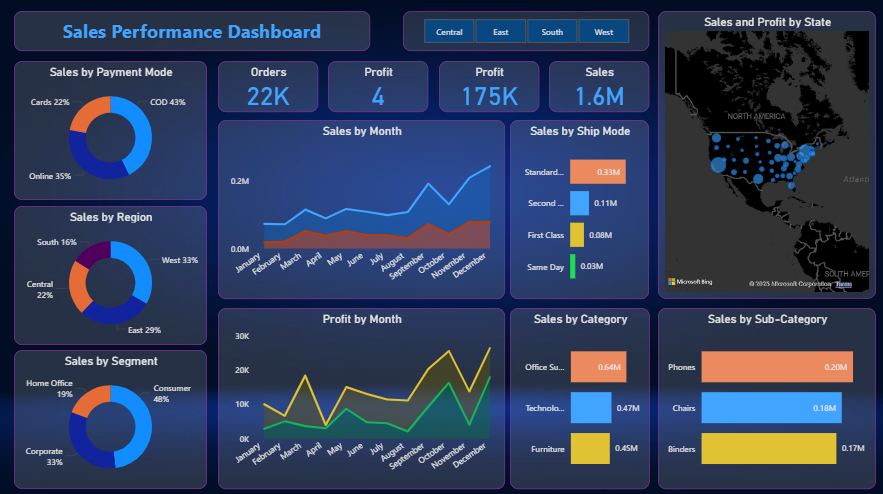 Sales Performance Dashboard
Central East South West
Sales and Profit by State
NORTH AMERICA
Atlanti
SOUTH AMER
Microsoft Bing
© 2025 Microsoft Corporation Terms
Sales by Payment Mode
Cards 22%
COD 43%
Online 35%
Orders
22K
Profit
4
Profit
175K
Sales
1.6M
Sales by Month
0.2M
0.0M
January
February
March
April
May
June
July
August
September
October
November
December
Sales by Ship Mode
Standard... 0.33M
Second ... 0.11M
First Class 0.08M
Same Day 0.03M
Sales by Region
South 16%
West 33%
Central
22%
East 29%
Profit by Month
30K
20K
10K
0K
January
February
March
April
May
June
July
August
September
October
November
December
Sales by Category
Office Su... 0.64M
Technolo... 0.47M
Furniture 0.45M
Sales by Sub-Category
Phones 0.20M
Chairs 0.18M
Binders 0.17M
Sales by Segment
Home Office
19%
Consumer
48%
Corporate
33%